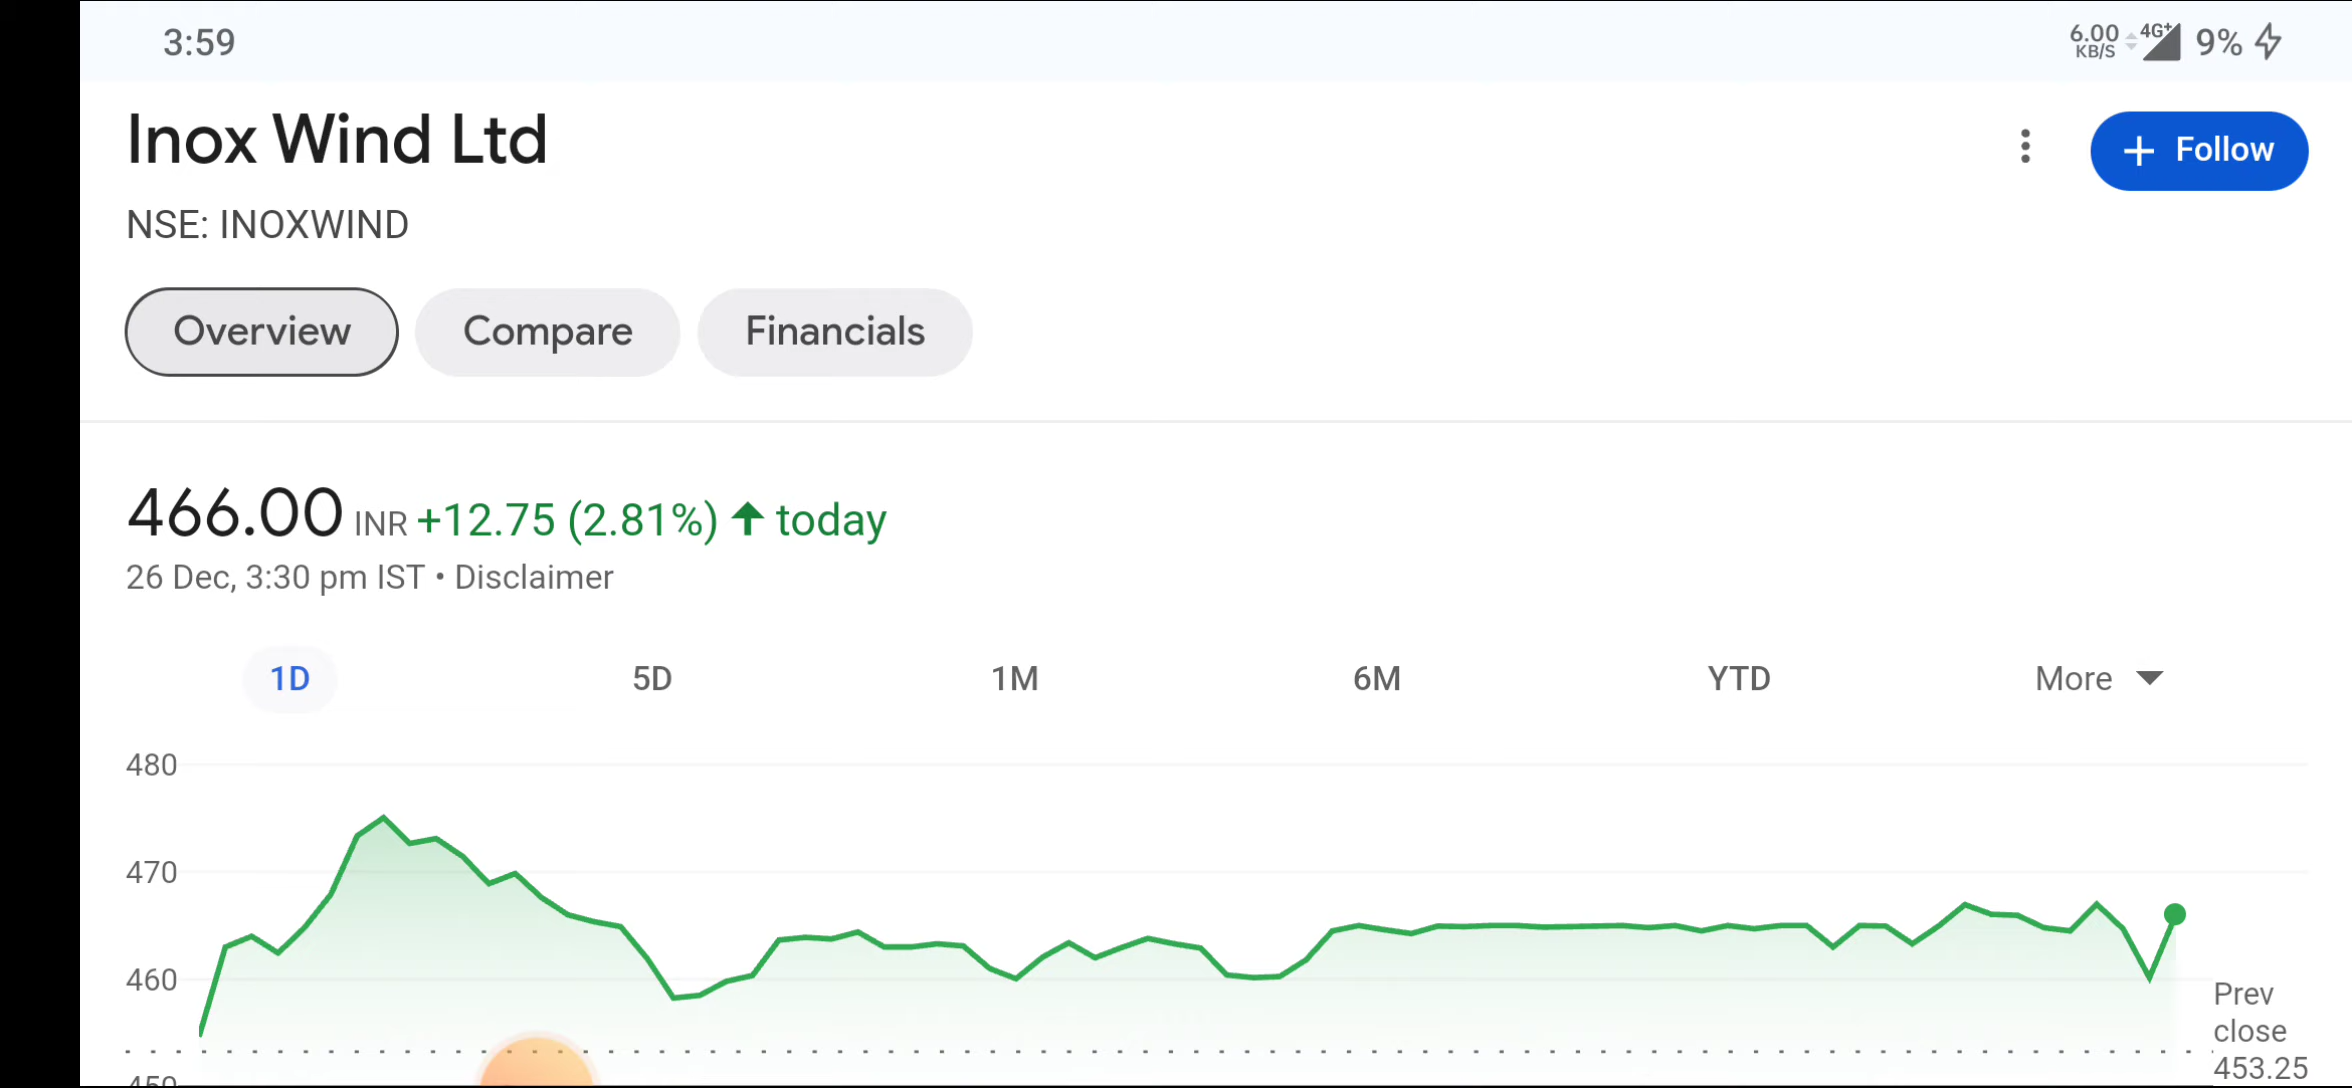 3:59
6.00 KB/S 4G+ 9%
Inox Wind Ltd
+ Follow
NSE: INOXWIND
Overview Compare Financials
466.00 INR +12.75 (2.81%) ↑ today
26 Dec, 3:30 pm IST • Disclaimer
1D 5D 1M 6M YTD More
480
470
460
Prev
close
453.25